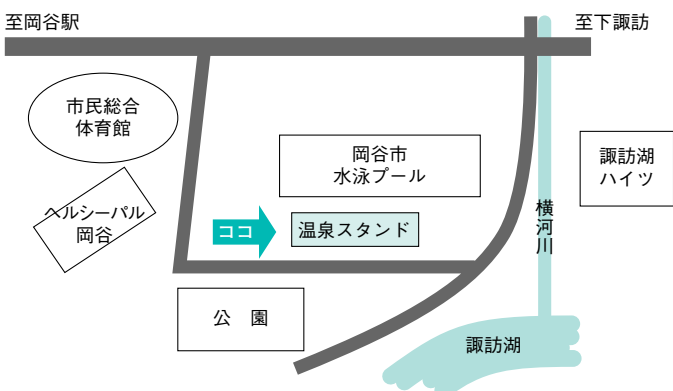 至岡谷駅
至下諏訪
市民総合
体育館
岡谷市
水泳プール
諏訪湖
ハイツ
ヘルシーパル
岡谷
ココ
温泉スタンド
横河川
公　園
諏訪湖